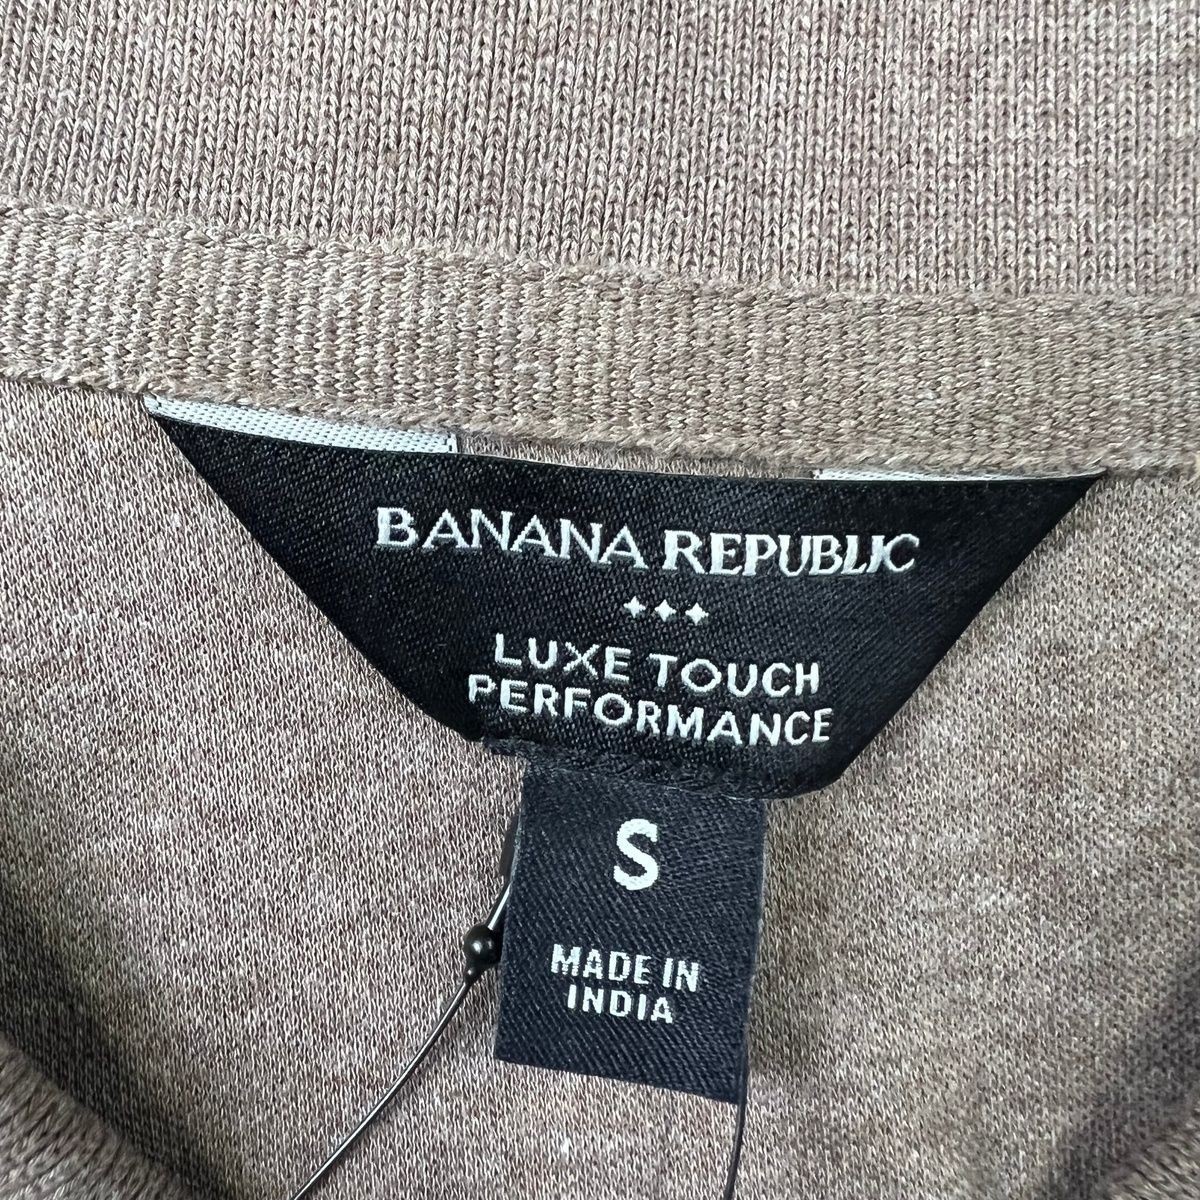 BANANA REPUBLIC
LUXE TOUCH
PERFORMANCE
S
MADE IN
INDIA